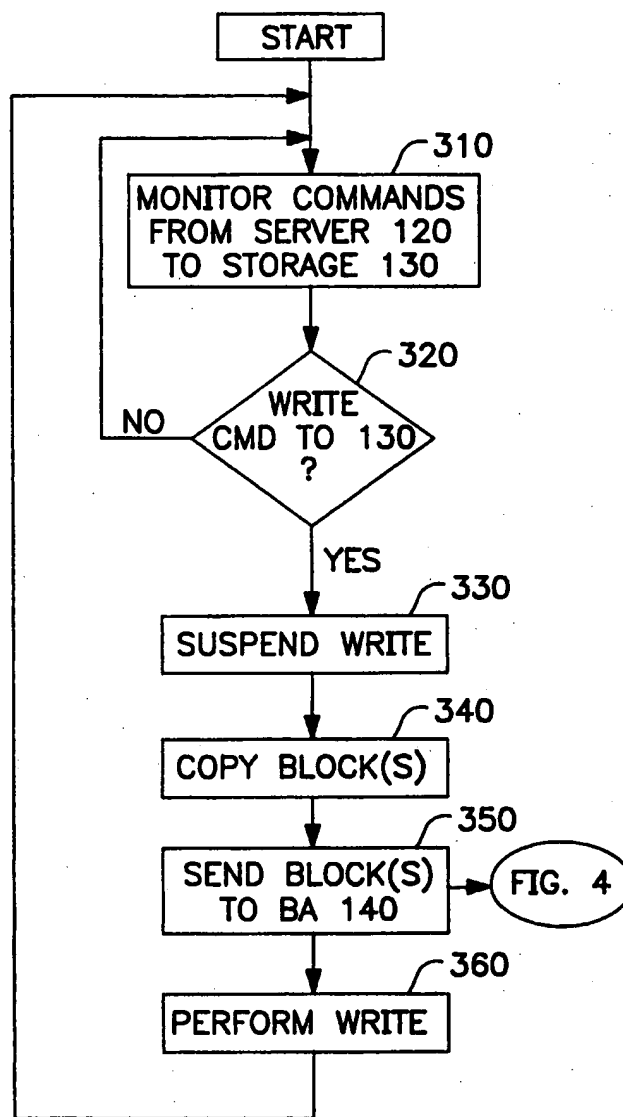 START
310
MONITOR COMMANDS
FROM SERVER 120
TO STORAGE 130
320
WRITE
CMD TO 130
?
NO
YES
330
SUSPEND WRITE
340
COPY BLOCK(S)
350
SEND BLOCK(S)
TO BA 140
FIG. 4
360
PERFORM WRITE